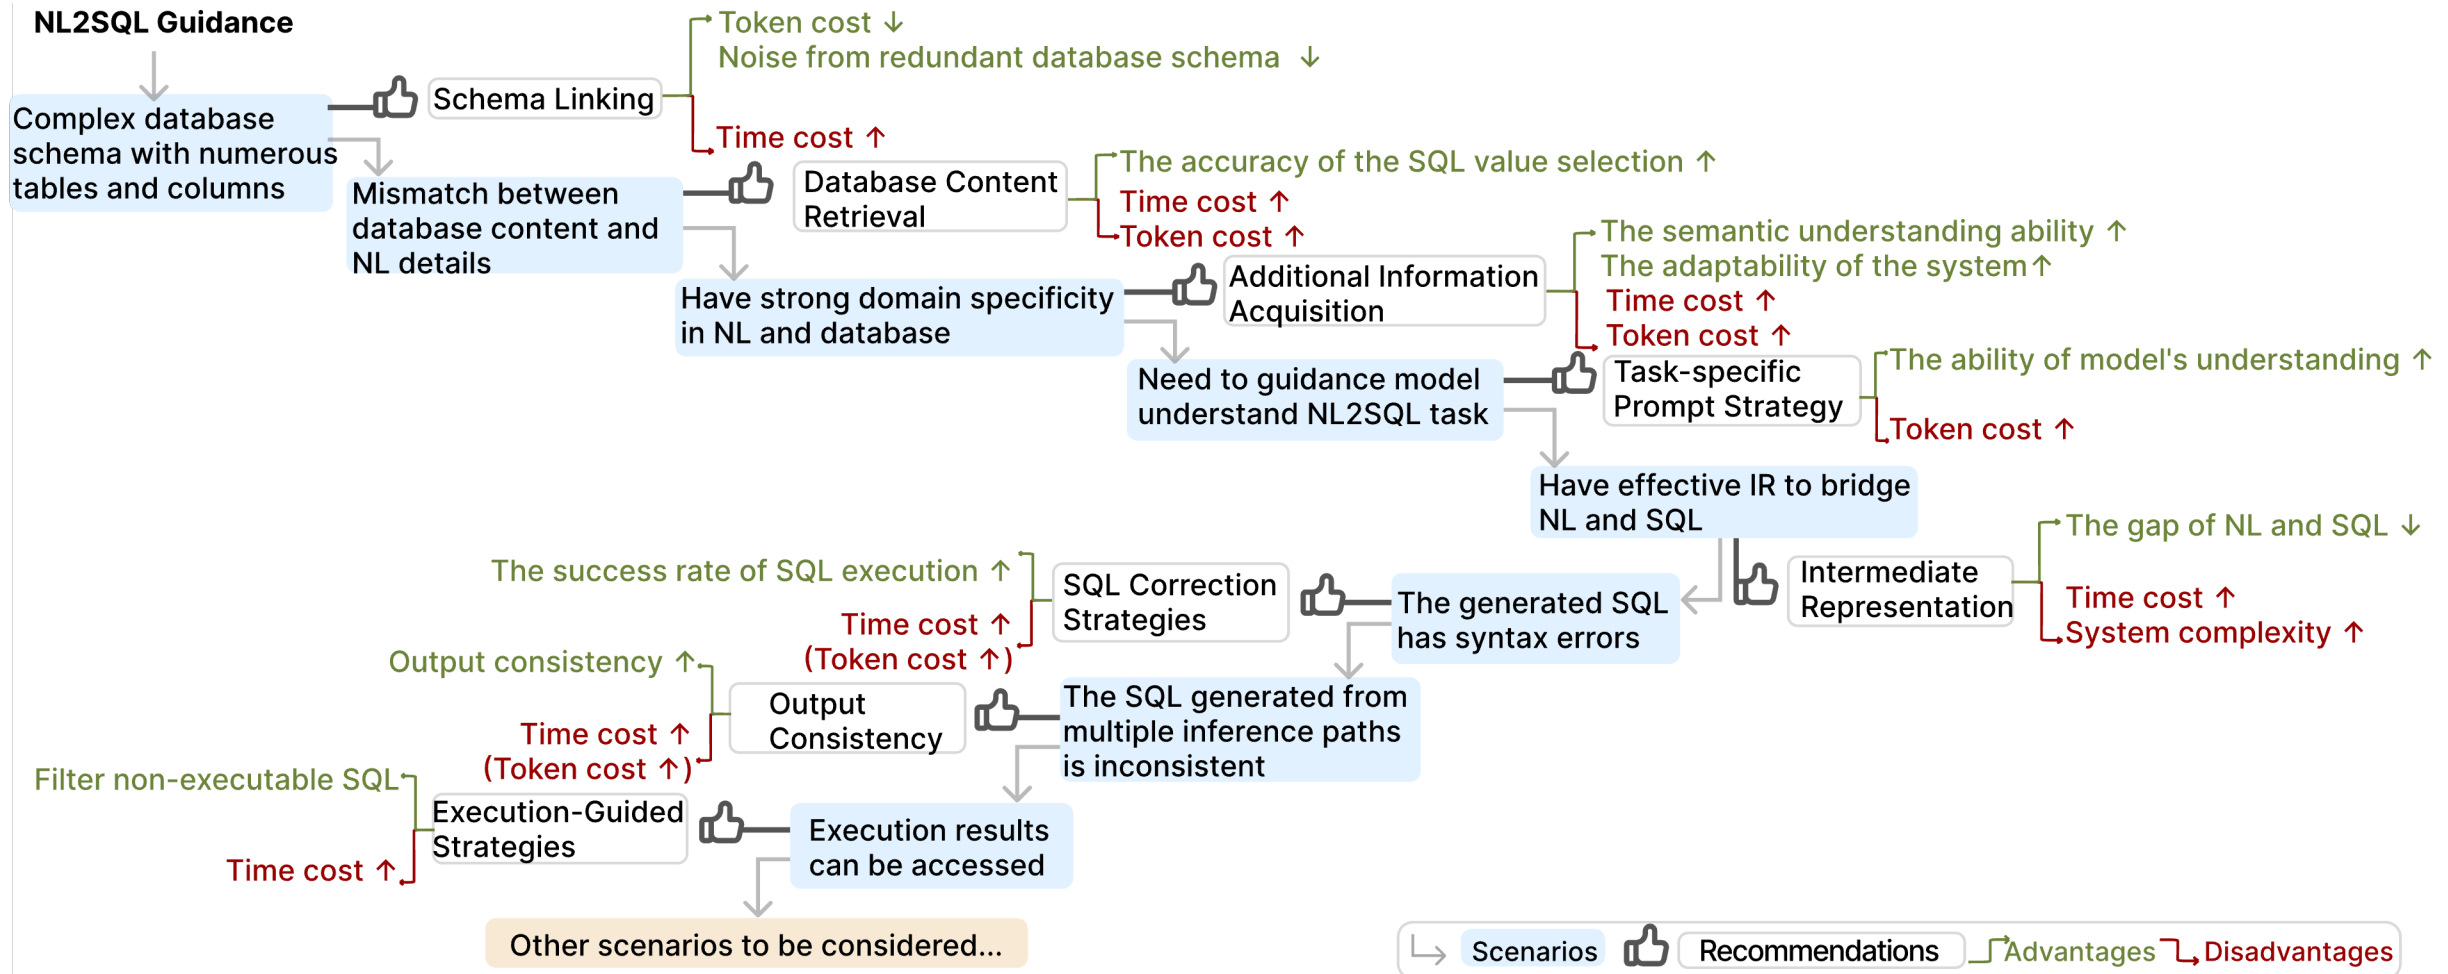 NL2SQL Guidance
Token cost ↓
Noise from redundant database schema ↓
Complex database
schema with numerous
tables and columns
Schema Linking
Time cost ↑
Mismatch between
database content and
NL details
Database Content
Retrieval
The accuracy of the SQL value selection ↑
Time cost ↑
Token cost ↑
Have strong domain specificity
in NL and database
Additional Information
Acquisition
The semantic understanding ability ↑
The adaptability of the system↑
Time cost ↑
Token cost ↑
Need to guidance model
understand NL2SQL task
Task-specific
Prompt Strategy
The ability of model's understanding ↑
Token cost ↑
Have effective IR to bridge
NL and SQL
Intermediate
Representation
The gap of NL and SQL ↓
Time cost ↑
System complexity ↑
The generated SQL
has syntax errors
SQL Correction
Strategies
The success rate of SQL execution ↑
Time cost ↑
(Token cost ↑)
The SQL generated from
multiple inference paths
is inconsistent
Output
Consistency
Output consistency ↑
Time cost ↑
(Token cost ↑)
Execution results
can be accessed
Execution-Guided
Strategies
Filter non-executable SQL
Time cost ↑
Other scenarios to be considered...
Scenarios
Recommendations
Advantages
Disadvantages